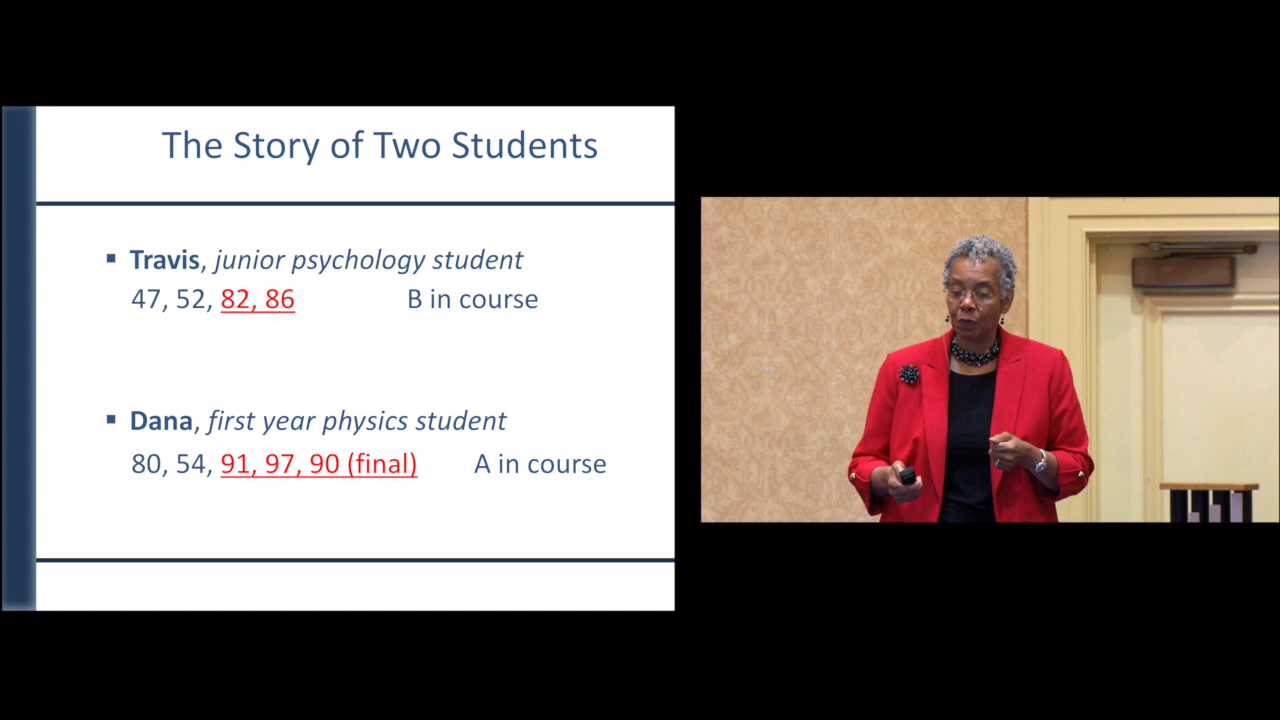 The Story of Two Students
▪ Travis, junior psychology student
47, 52, 82, 86 B in course
▪ Dana, first year physics student
80, 54, 91, 97, 90 (final) A in course